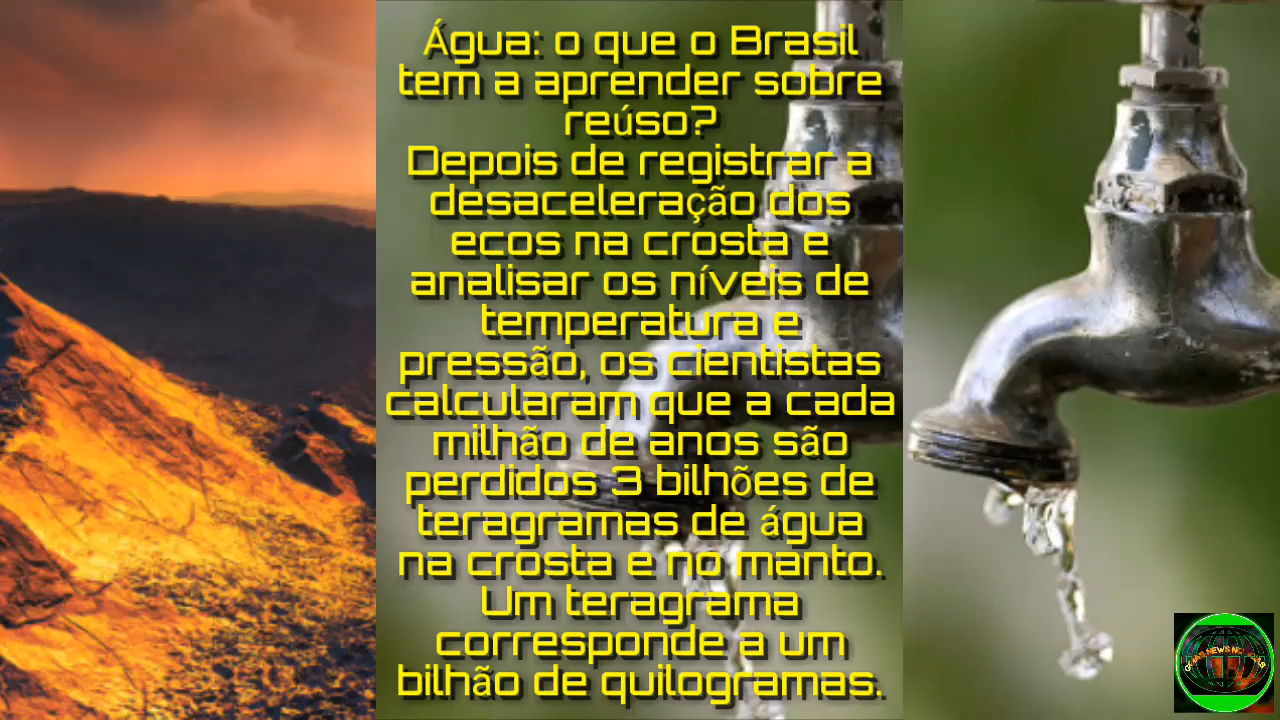 Água: o que o Brasil
tem a aprender sobre
reúso?
Depois de registrar a
desaceleração dos
ecos na crosta e
analisar os níveis de
temperatura e
pressão, os cientistas
calcularam que a cada
milhão de anos são
perdidos 3 bilhões de
teragramas de água
na crosta e no manto.
Um teragrama
corresponde a um
bilhão de quilogramas.